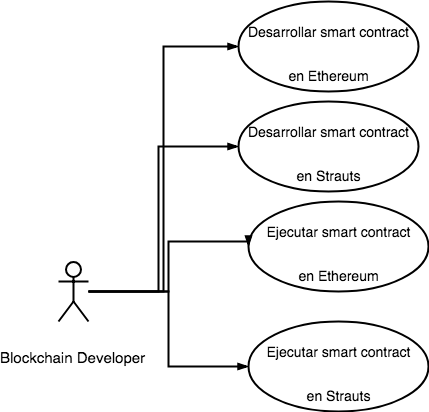 Desarrollar smart contract
en Ethereum
Desarrollar smart contract
en Strauts
Ejecutar smart contract
en Ethereum
Blockchain Developer
Ejecutar smart contract
en Strauts